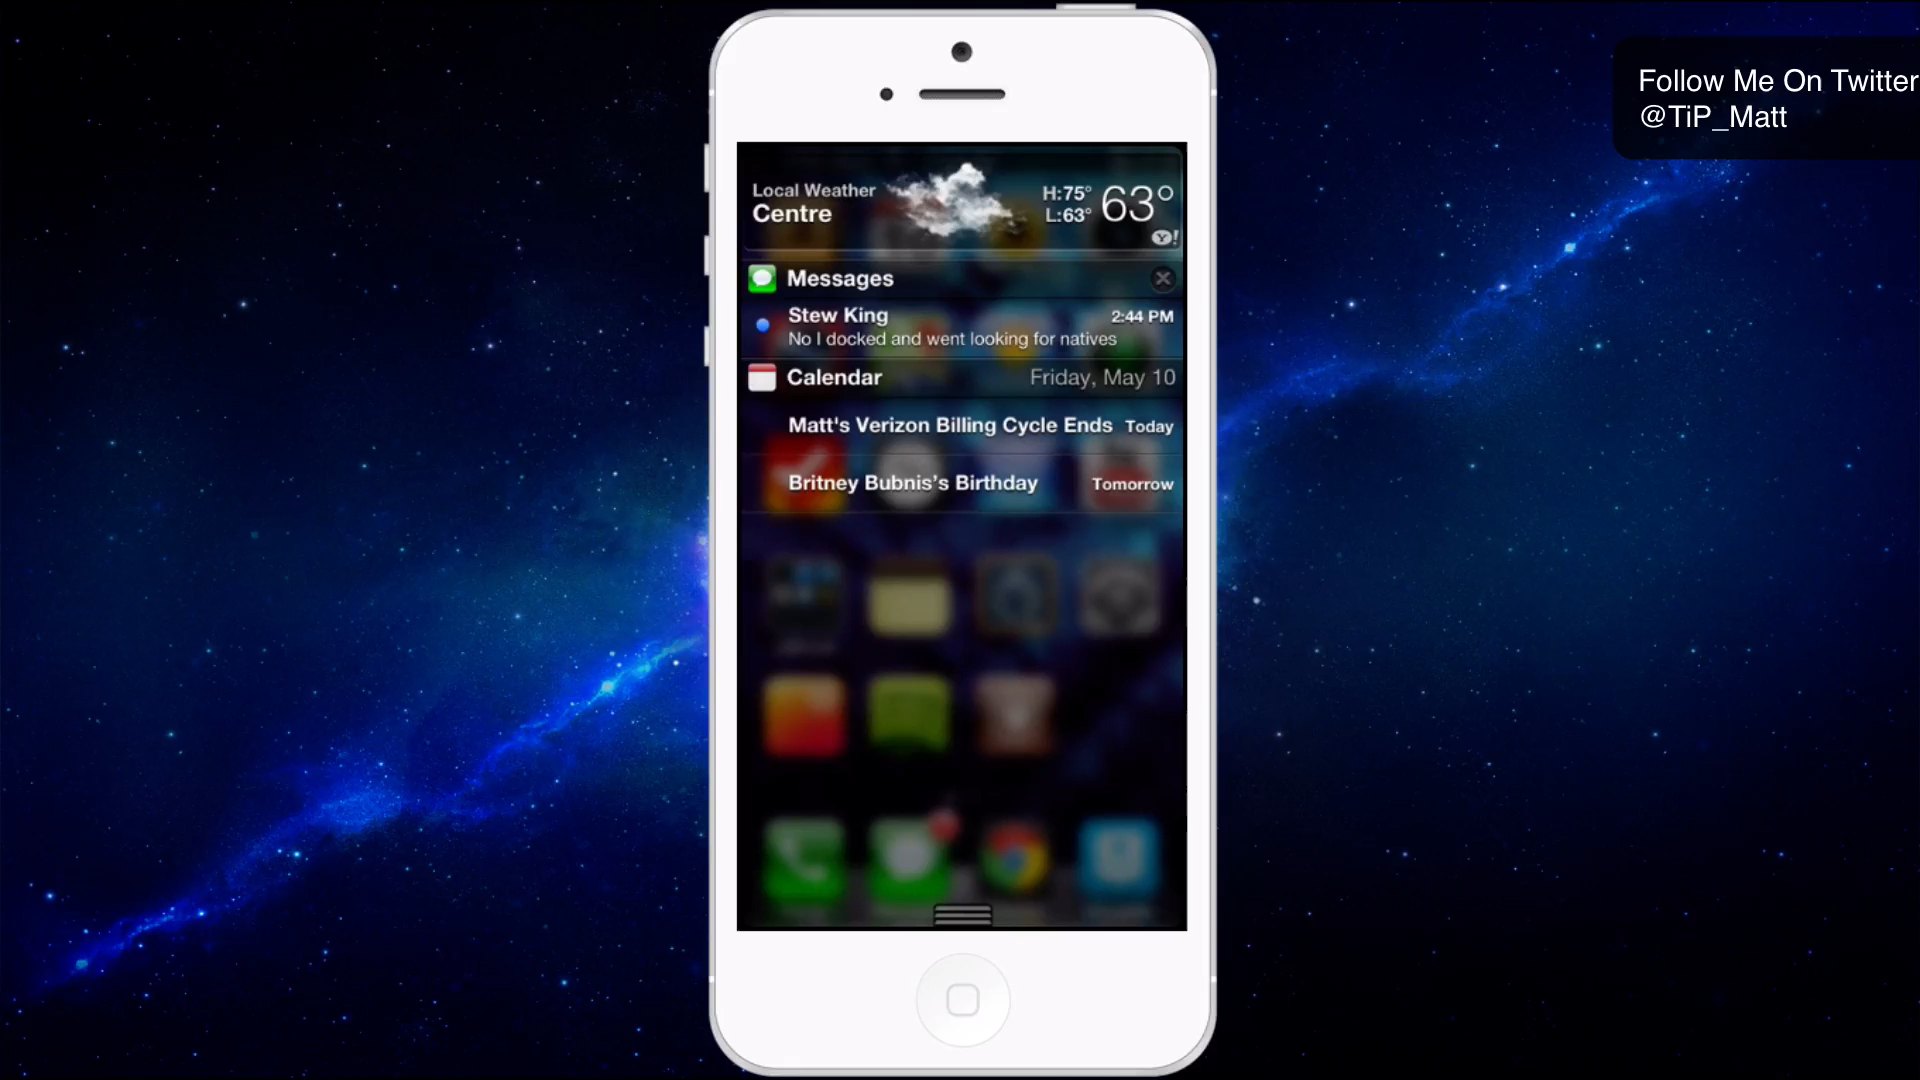 Follow Me On Twitter
@TiP_Matt
Local Weather
Centre
H:75°
L:63°
63°
Y!
Messages
Stew King
2:44 PM
No I docked and went looking for natives
Calendar
Friday, May 10
Matt's Verizon Billing Cycle Ends
Today
Britney Bubnis's Birthday
Tomorrow